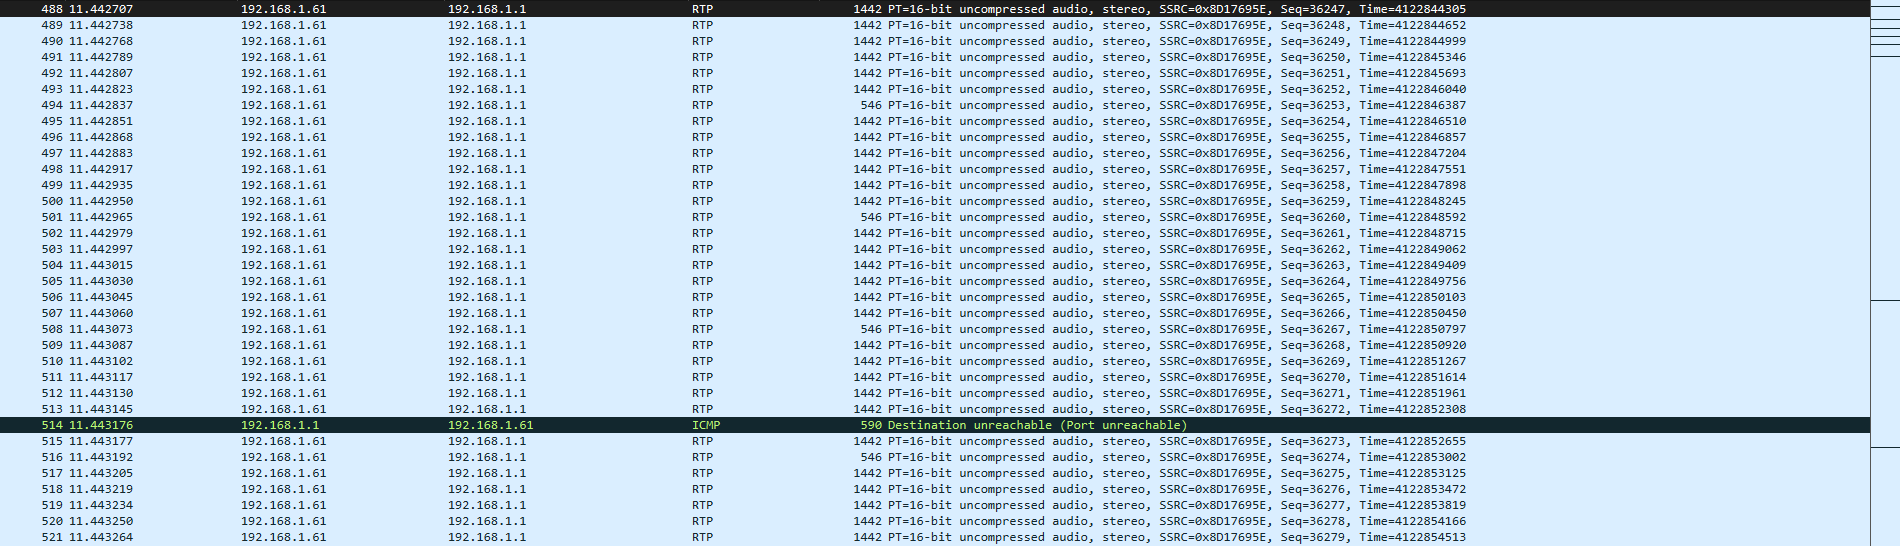 488 11.442707 192.168.1.61 192.168.1.1 RTP 1442 PT=16-bit uncompressed audio, stereo, SSRC=0x8D17695E, Seq=36247, Time=4122844305
489 11.442738 192.168.1.61 192.168.1.1 RTP 1442 PT=16-bit uncompressed audio, stereo, SSRC=0x8D17695E, Seq=36248, Time=4122844652
490 11.442768 192.168.1.61 192.168.1.1 RTP 1442 PT=16-bit uncompressed audio, stereo, SSRC=0x8D17695E, Seq=36249, Time=4122844999
491 11.442789 192.168.1.61 192.168.1.1 RTP 1442 PT=16-bit uncompressed audio, stereo, SSRC=0x8D17695E, Seq=36250, Time=4122845346
492 11.442807 192.168.1.61 192.168.1.1 RTP 1442 PT=16-bit uncompressed audio, stereo, SSRC=0x8D17695E, Seq=36251, Time=4122845693
493 11.442823 192.168.1.61 192.168.1.1 RTP 1442 PT=16-bit uncompressed audio, stereo, SSRC=0x8D17695E, Seq=36252, Time=4122846040
494 11.442837 192.168.1.61 192.168.1.1 RTP 546 PT=16-bit uncompressed audio, stereo, SSRC=0x8D17695E, Seq=36253, Time=4122846387
495 11.442851 192.168.1.61 192.168.1.1 RTP 1442 PT=16-bit uncompressed audio, stereo, SSRC=0x8D17695E, Seq=36254, Time=4122846510
496 11.442868 192.168.1.61 192.168.1.1 RTP 1442 PT=16-bit uncompressed audio, stereo, SSRC=0x8D17695E, Seq=36255, Time=4122846857
497 11.442883 192.168.1.61 192.168.1.1 RTP 1442 PT=16-bit uncompressed audio, stereo, SSRC=0x8D17695E, Seq=36256, Time=4122847204
498 11.442917 192.168.1.61 192.168.1.1 RTP 1442 PT=16-bit uncompressed audio, stereo, SSRC=0x8D17695E, Seq=36257, Time=4122847551
499 11.442935 192.168.1.61 192.168.1.1 RTP 1442 PT=16-bit uncompressed audio, stereo, SSRC=0x8D17695E, Seq=36258, Time=4122847898
500 11.442950 192.168.1.61 192.168.1.1 RTP 1442 PT=16-bit uncompressed audio, stereo, SSRC=0x8D17695E, Seq=36259, Time=4122848245
501 11.442965 192.168.1.61 192.168.1.1 RTP 546 PT=16-bit uncompressed audio, stereo, SSRC=0x8D17695E, Seq=36260, Time=4122848592
502 11.442979 192.168.1.61 192.168.1.1 RTP 1442 PT=16-bit uncompressed audio, stereo, SSRC=0x8D17695E, Seq=36261, Time=4122848715
503 11.442997 192.168.1.61 192.168.1.1 RTP 1442 PT=16-bit uncompressed audio, stereo, SSRC=0x8D17695E, Seq=36262, Time=4122849062
504 11.443015 192.168.1.61 192.168.1.1 RTP 1442 PT=16-bit uncompressed audio, stereo, SSRC=0x8D17695E, Seq=36263, Time=4122849409
505 11.443030 192.168.1.61 192.168.1.1 RTP 1442 PT=16-bit uncompressed audio, stereo, SSRC=0x8D17695E, Seq=36264, Time=4122849756
506 11.443045 192.168.1.61 192.168.1.1 RTP 1442 PT=16-bit uncompressed audio, stereo, SSRC=0x8D17695E, Seq=36265, Time=4122850103
507 11.443060 192.168.1.61 192.168.1.1 RTP 1442 PT=16-bit uncompressed audio, stereo, SSRC=0x8D17695E, Seq=36266, Time=4122850450
508 11.443073 192.168.1.61 192.168.1.1 RTP 546 PT=16-bit uncompressed audio, stereo, SSRC=0x8D17695E, Seq=36267, Time=4122850797
509 11.443087 192.168.1.61 192.168.1.1 RTP 1442 PT=16-bit uncompressed audio, stereo, SSRC=0x8D17695E, Seq=36268, Time=4122850920
510 11.443102 192.168.1.61 192.168.1.1 RTP 1442 PT=16-bit uncompressed audio, stereo, SSRC=0x8D17695E, Seq=36269, Time=4122851267
511 11.443117 192.168.1.61 192.168.1.1 RTP 1442 PT=16-bit uncompressed audio, stereo, SSRC=0x8D17695E, Seq=36270, Time=4122851614
512 11.443130 192.168.1.61 192.168.1.1 RTP 1442 PT=16-bit uncompressed audio, stereo, SSRC=0x8D17695E, Seq=36271, Time=4122851961
513 11.443145 192.168.1.61 192.168.1.1 RTP 1442 PT=16-bit uncompressed audio, stereo, SSRC=0x8D17695E, Seq=36272, Time=4122852308
514 11.443176 192.168.1.1 192.168.1.61 ICMP 590 Destination unreachable (Port unreachable)
515 11.443177 192.168.1.61 192.168.1.1 RTP 1442 PT=16-bit uncompressed audio, stereo, SSRC=0x8D17695E, Seq=36273, Time=4122852655
516 11.443192 192.168.1.61 192.168.1.1 RTP 546 PT=16-bit uncompressed audio, stereo, SSRC=0x8D17695E, Seq=36274, Time=4122853002
517 11.443205 192.168.1.61 192.168.1.1 RTP 1442 PT=16-bit uncompressed audio, stereo, SSRC=0x8D17695E, Seq=36275, Time=4122853125
518 11.443219 192.168.1.61 192.168.1.1 RTP 1442 PT=16-bit uncompressed audio, stereo, SSRC=0x8D17695E, Seq=36276, Time=4122853472
519 11.443234 192.168.1.61 192.168.1.1 RTP 1442 PT=16-bit uncompressed audio, stereo, SSRC=0x8D17695E, Seq=36277, Time=4122853819
520 11.443250 192.168.1.61 192.168.1.1 RTP 1442 PT=16-bit uncompressed audio, stereo, SSRC=0x8D17695E, Seq=36278, Time=4122854166
521 11.443264 192.168.1.61 192.168.1.1 RTP 1442 PT=16-bit uncompressed audio, stereo, SSRC=0x8D17695E, Seq=36279, Time=4122854513